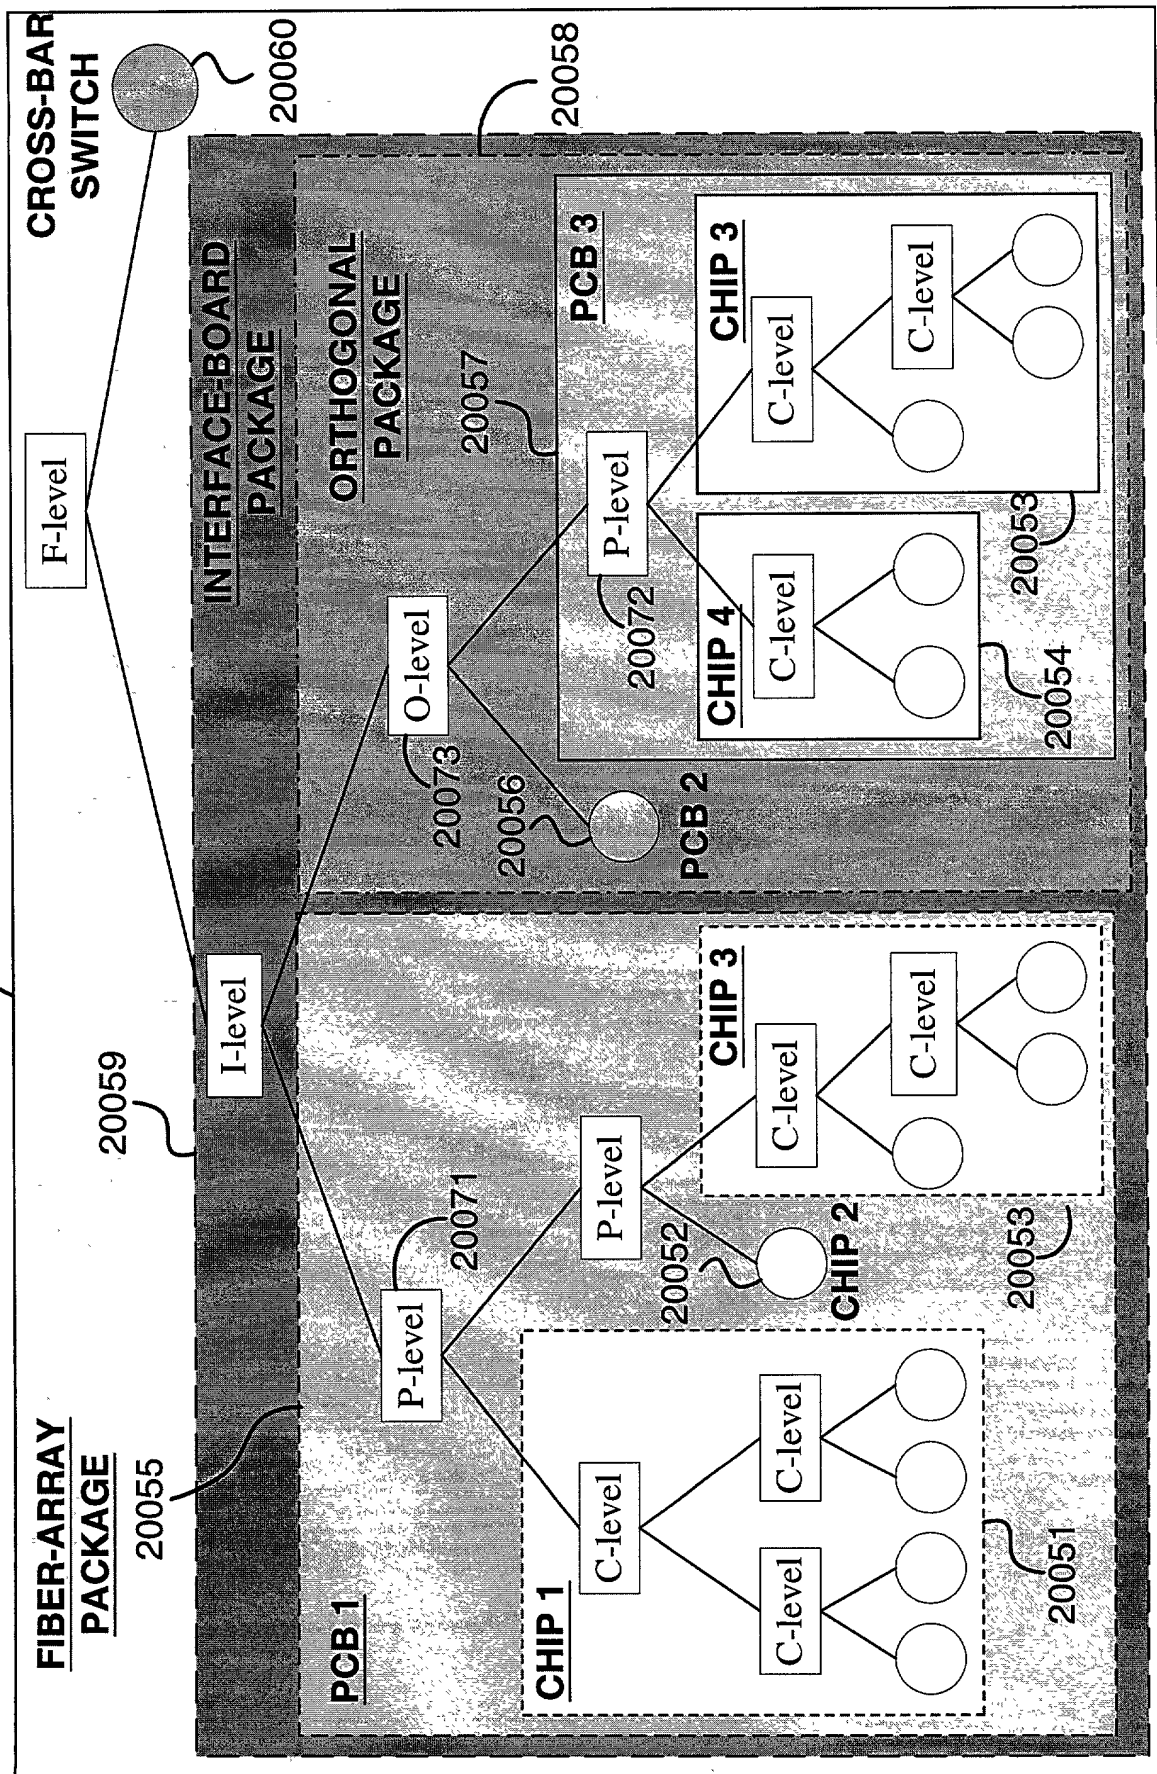 FIBER-ARRAY
PACKAGE
F-level
CROSS-BAR
SWITCH
20060
20059
20055
I-level
INTERFACE-BOARD
PACKAGE
20058
PCB 1
P-level
20071
ORTHOGONAL
PACKAGE
O-level
20073
20057
CHIP 1
C-level
C-level
C-level
20051
P-level
20052
CHIP 2
CHIP 3
C-level
C-level
20053
20056
PCB 2
PCB 3
P-level
20072
CHIP 4
C-level
20054
CHIP 3
C-level
C-level
20053